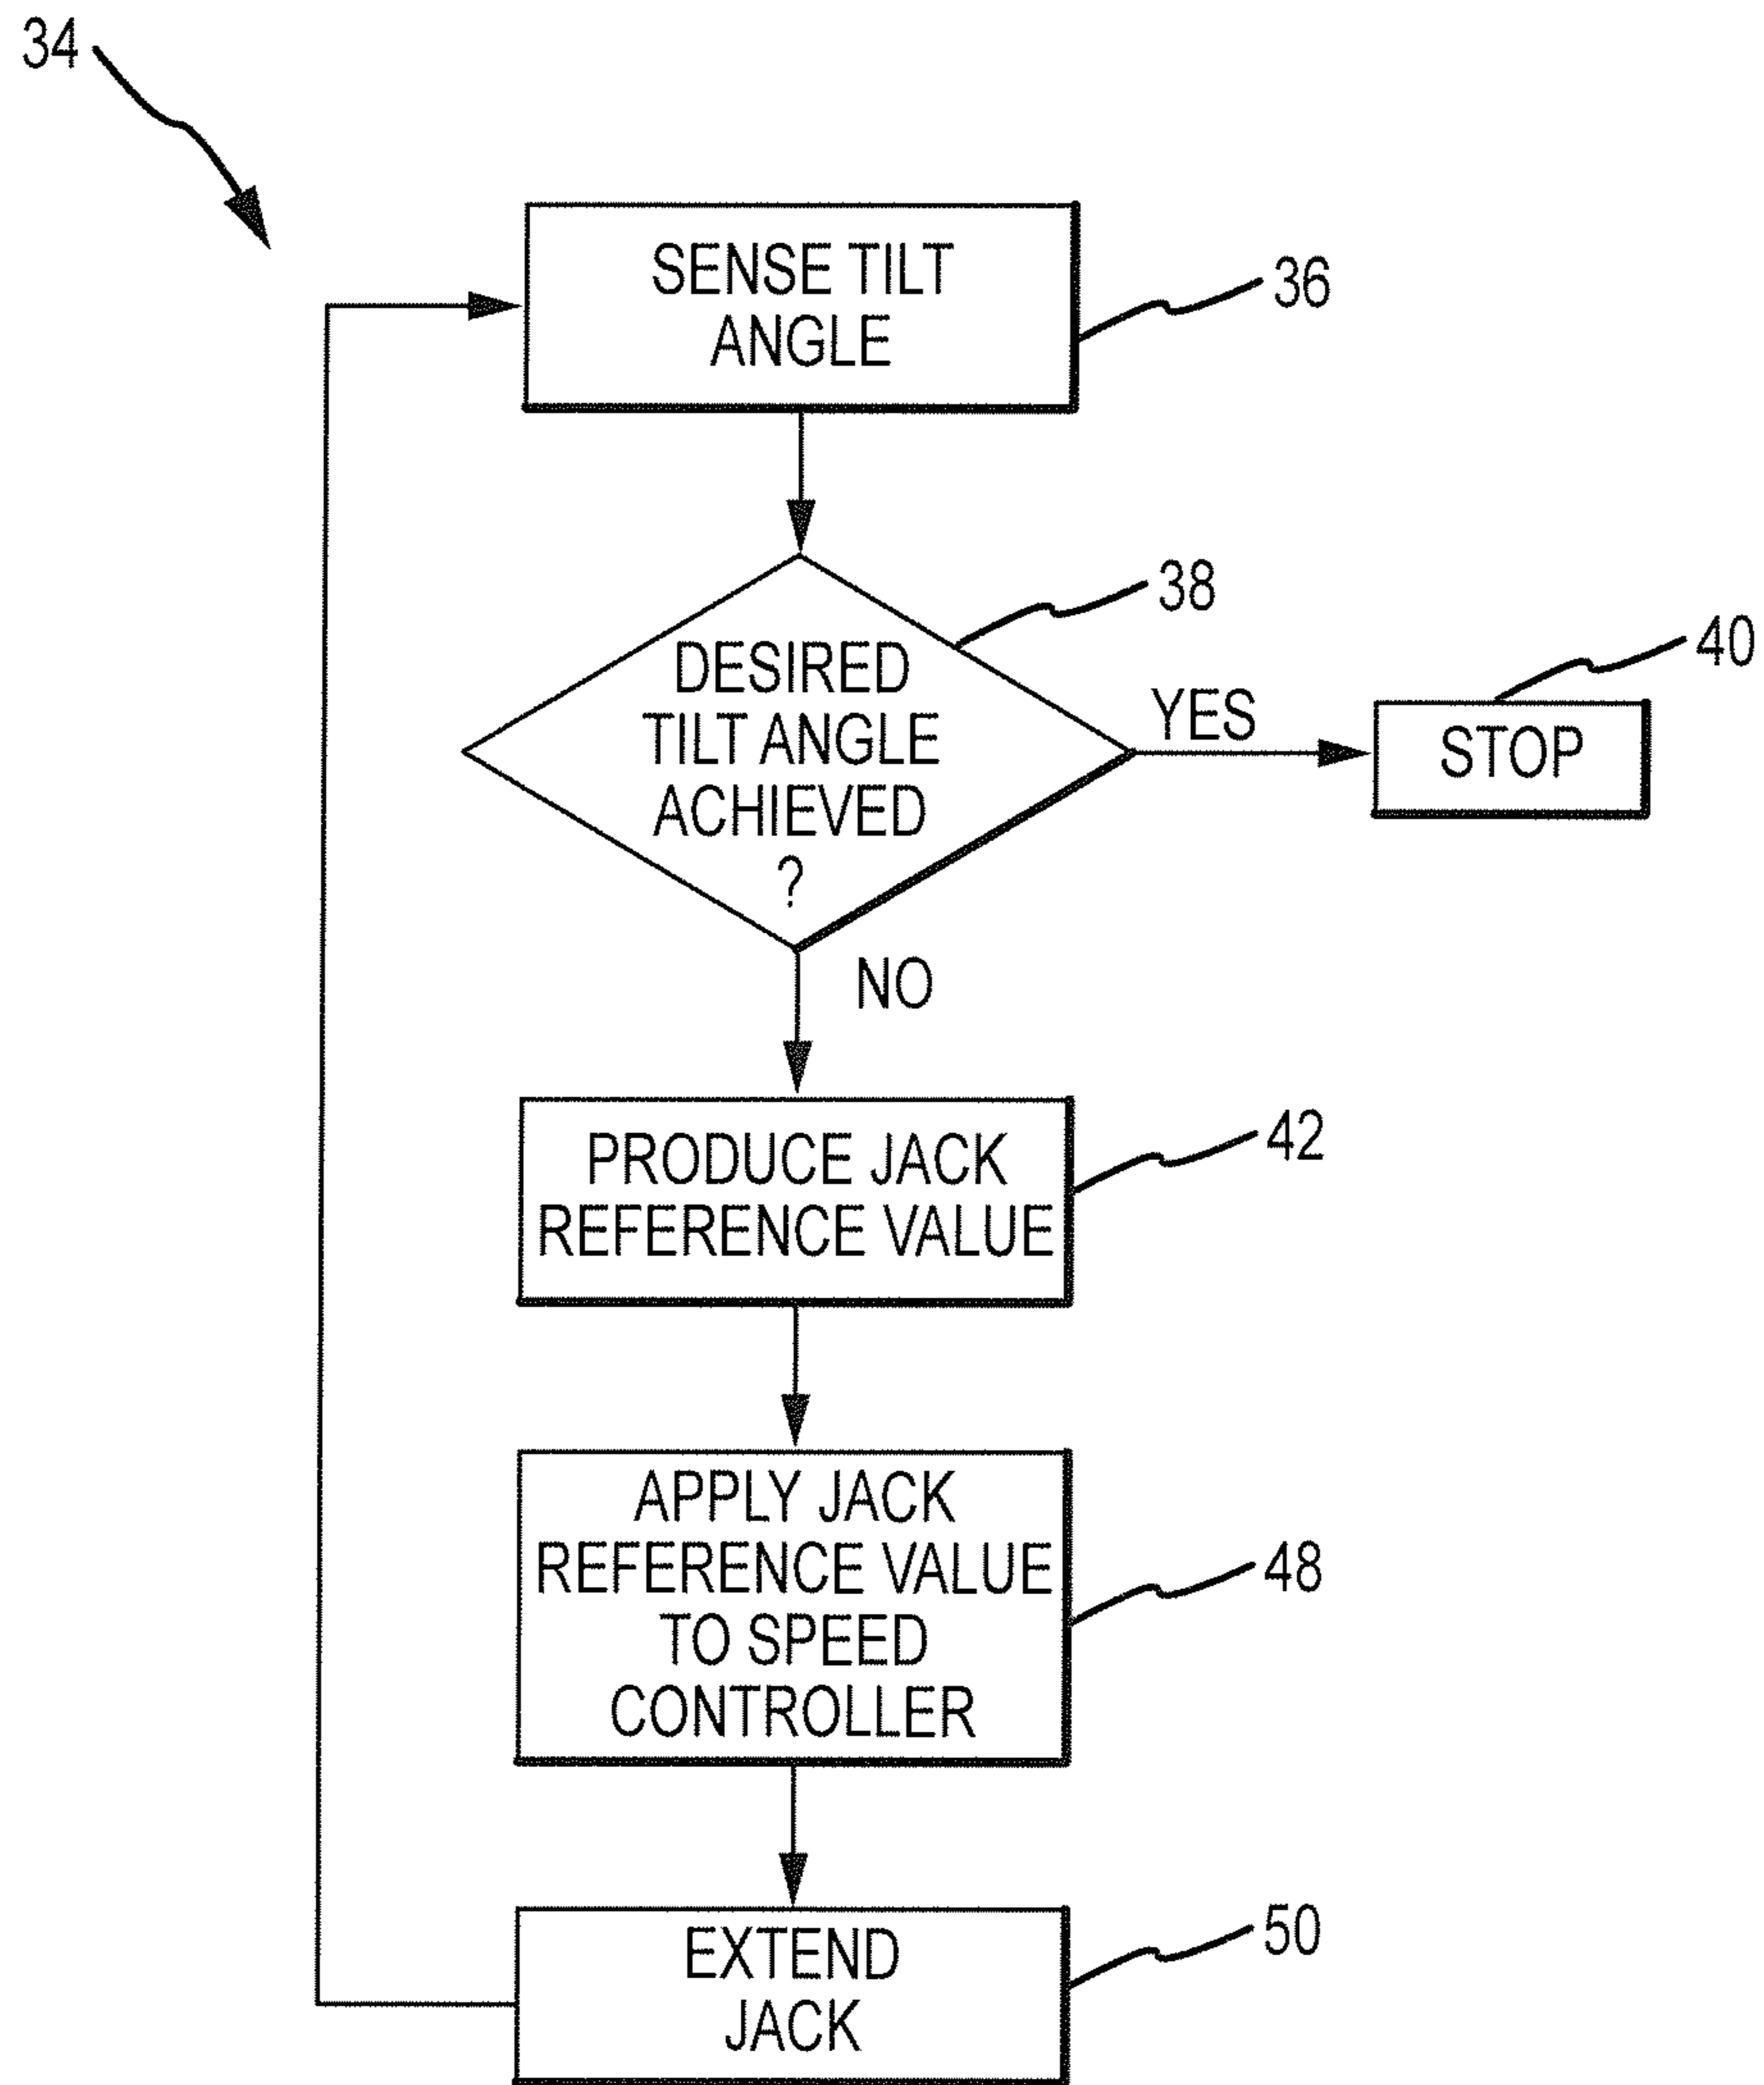 34
SENSE TILT
ANGLE
36
DESIRED
TILT ANGLE
ACHIEVED
?
38
YES
STOP
40
NO
PRODUCE JACK
REFERENCE VALUE
42
APPLY JACK
REFERENCE VALUE
TO SPEED
CONTROLLER
48
EXTEND
JACK
50